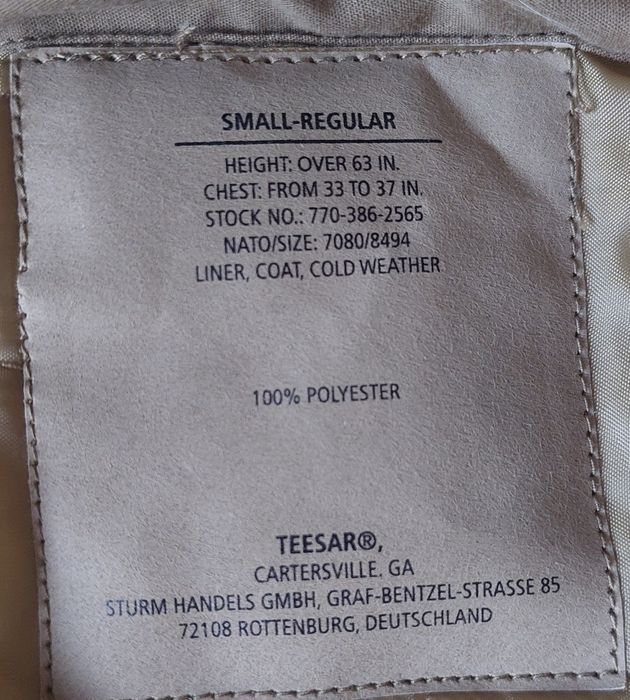 SMALL-REGULAR
HEIGHT: OVER 63 IN.
CHEST: FROM 33 TO 37 IN.
STOCK NO.: 770-386-2565
NATO/SIZE: 7080/8494
LINER, COAT, COLD WEATHER
100% POLYESTER
TEESAR®,
CARTERSVILLE. GA
STURM HANDELS GMBH, GRAF-BENTZEL-STRASSE 85
72108 ROTTENBURG, DEUTSCHLAND